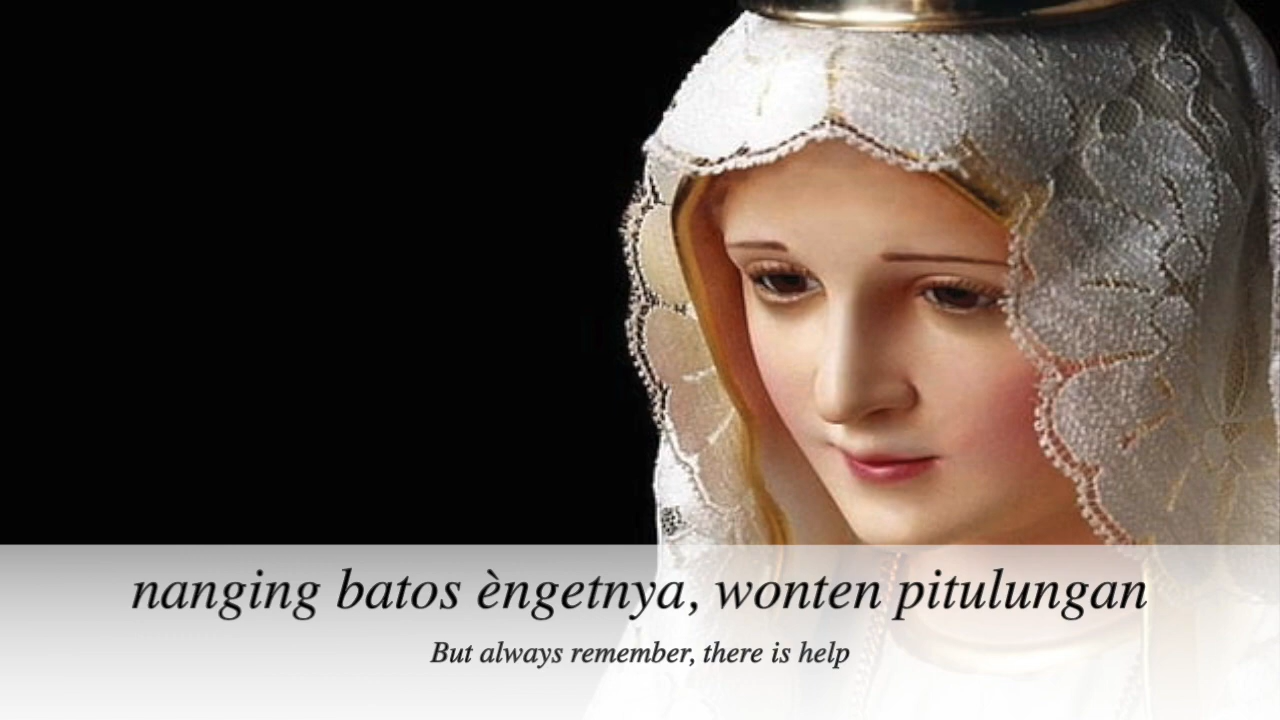 nanging batos èngetnya, wonten pitulungan
But always remember, there is help